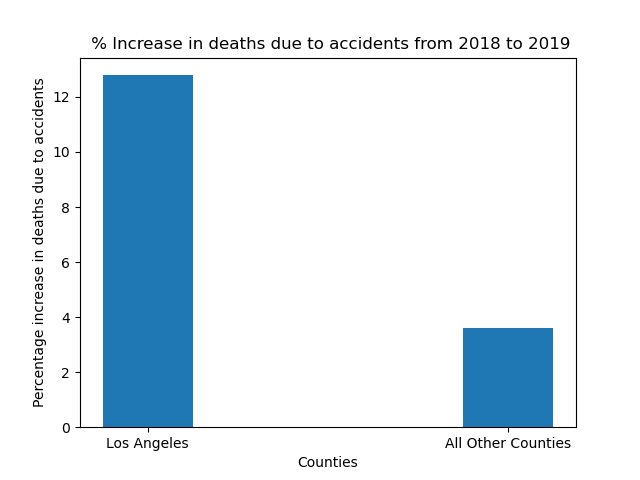 % Increase in deaths due to accidents from 2018 to 2019
Percentage increase in deaths due to accidents
12
10
8
6
4
2
0
Los Angeles
All Other Counties
Counties